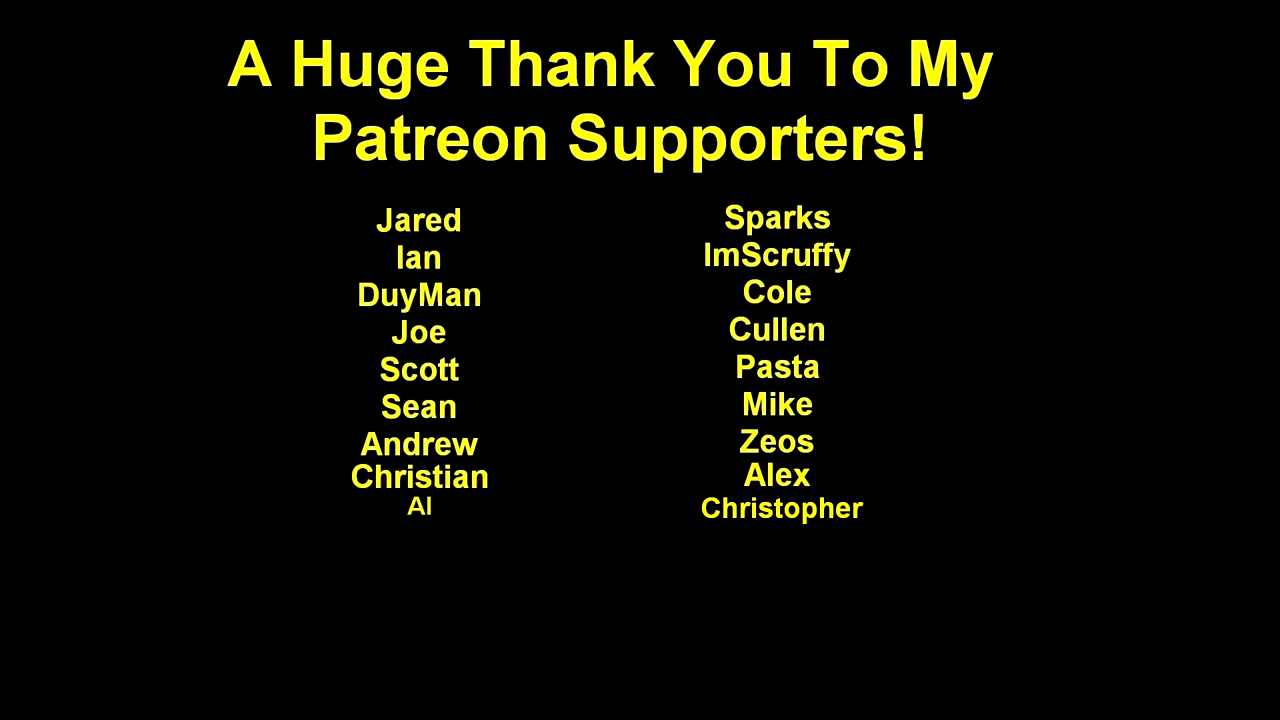 A Huge Thank You To My
Patreon Supporters!
Jared
Ian
DuyMan
Joe
Scott
Sean
Andrew
Christian
Al
Sparks
ImScruffy
Cole
Cullen
Pasta
Mike
Zeos
Alex
Christopher